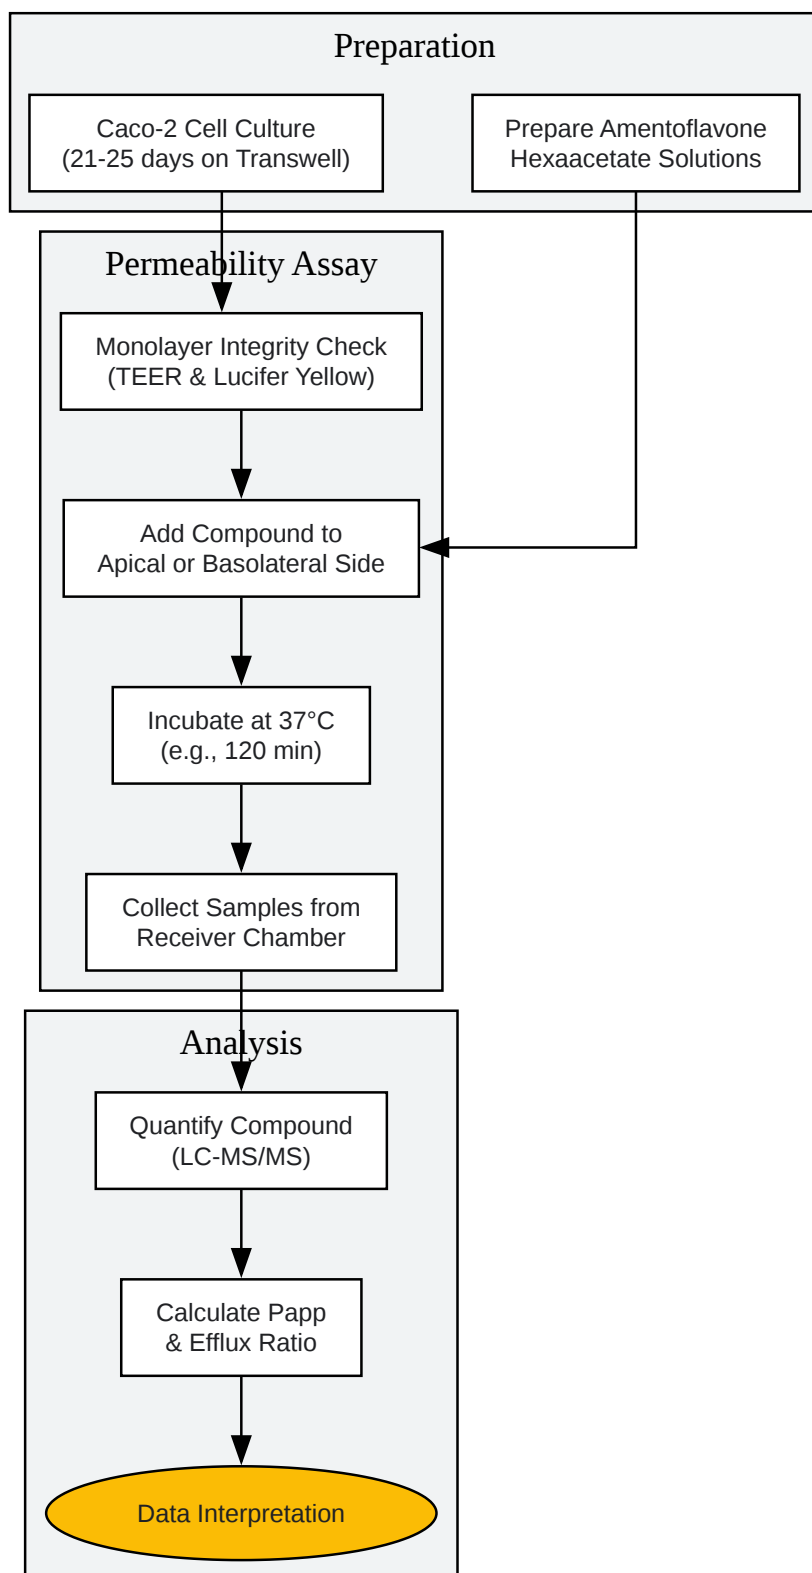 Preparation
Caco-2 Cell Culture
(21-25 days on Transwell)
Prepare Amentoflavone
Hexaacetate Solutions
Permeability Assay
Monolayer Integrity Check
(TEER & Lucifer Yellow)
Add Compound to
Apical or Basolateral Side
Incubate at 37°C
(e.g., 120 min)
Collect Samples from
Receiver Chamber
Analysis
Quantify Compound
(LC-MS/MS)
Calculate Papp
& Efflux Ratio
Data Interpretation